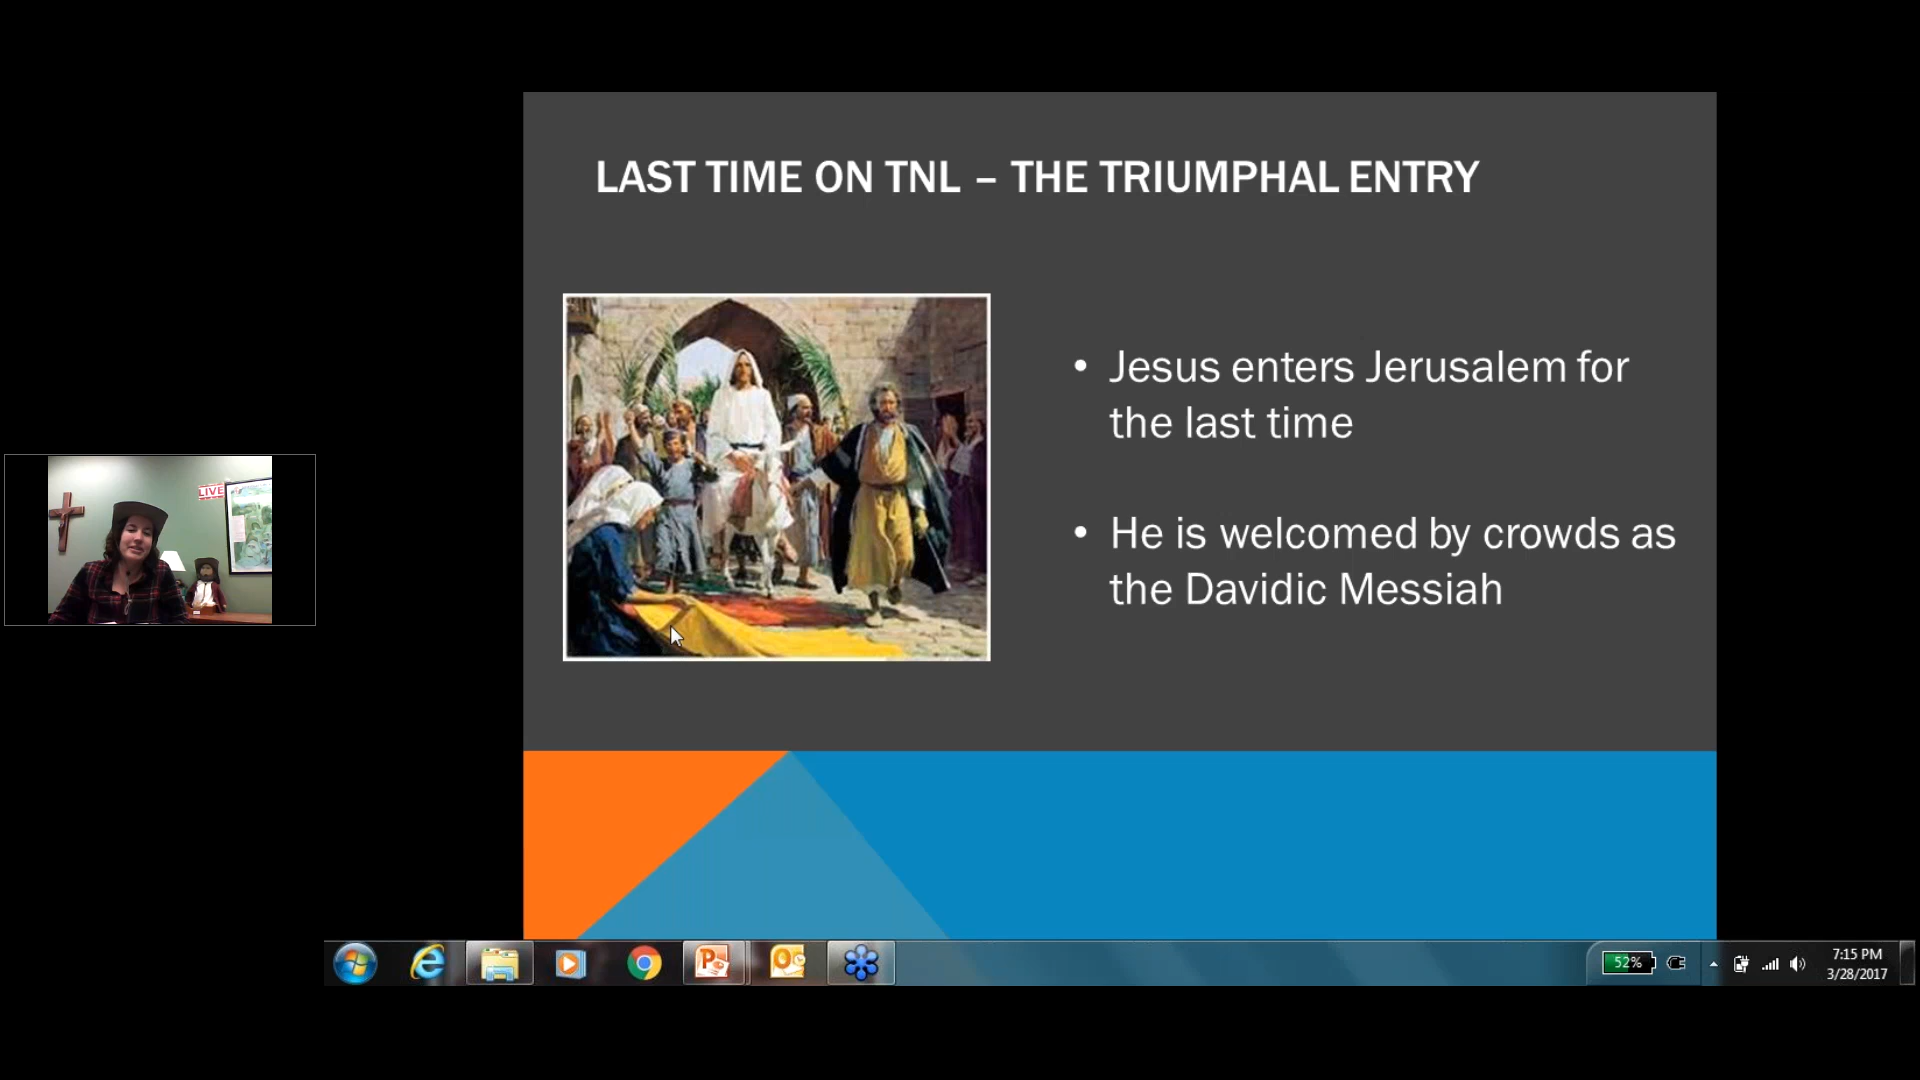 LAST TIME ON TNL – THE TRIUMPHAL ENTRY
• Jesus enters Jerusalem for
the last time
• He is welcomed by crowds as
the Davidic Messiah
LIVE
52%
7:15 PM
3/28/2017